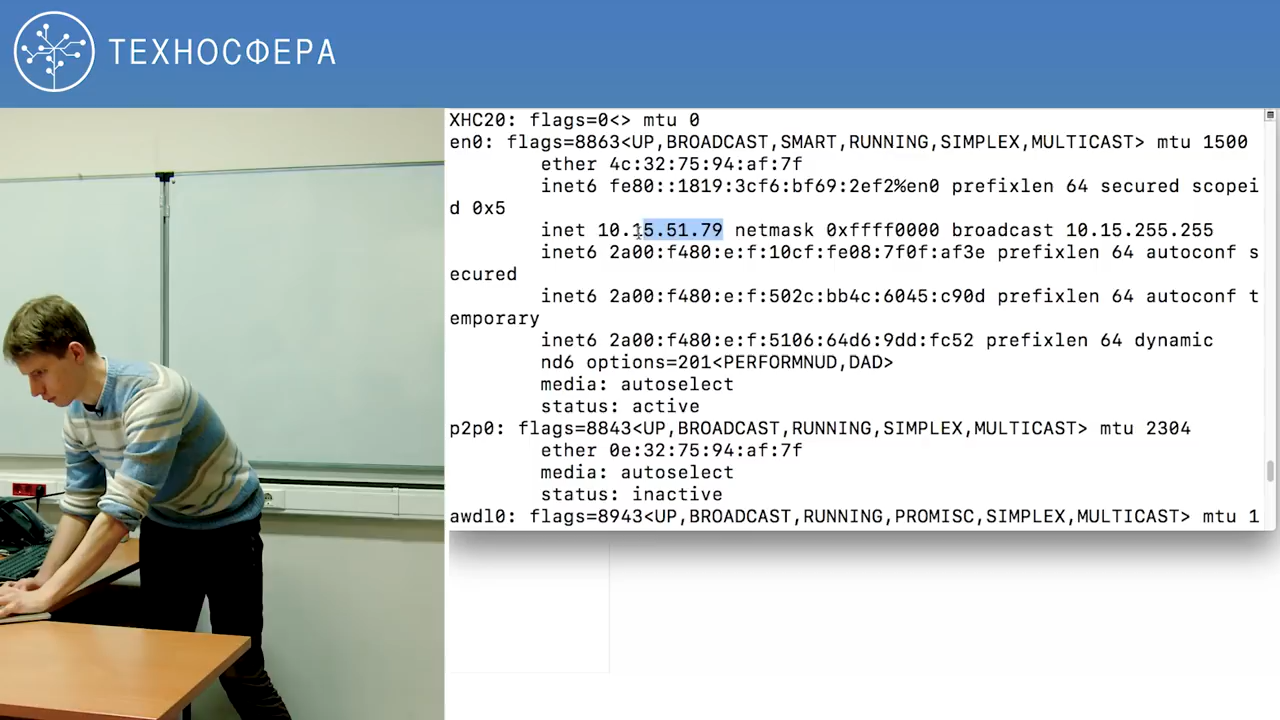 ТЕХНОСФЕРА
XHC20: flags=0<> mtu 0
en0: flags=8863<UP,BROADCAST,SMART,RUNNING,SIMPLEX,MULTICAST> mtu 1500
ether 4c:32:75:94:af:7f
inet6 fe80::1819:3cf6:bf69:2ef2%en0 prefixlen 64 secured scopei
d 0x5
inet 10.15.51.79 netmask 0xffff0000 broadcast 10.15.255.255
inet6 2a00:f480:e:f:10cf:fe08:7f0f:af3e prefixlen 64 autoconf s
ecured
inet6 2a00:f480:e:f:502c:bb4c:6045:c90d prefixlen 64 autoconf t
emporary
inet6 2a00:f480:e:f:5106:64d6:9dd:fc52 prefixlen 64 dynamic
nd6 options=201<PERFORMNUD,DAD>
media: autoselect
status: active
p2p0: flags=8843<UP,BROADCAST,RUNNING,SIMPLEX,MULTICAST> mtu 2304
ether 0e:32:75:94:af:7f
media: autoselect
status: inactive
awdl0: flags=8943<UP,BROADCAST,RUNNING,PROMISC,SIMPLEX,MULTICAST> mtu 1